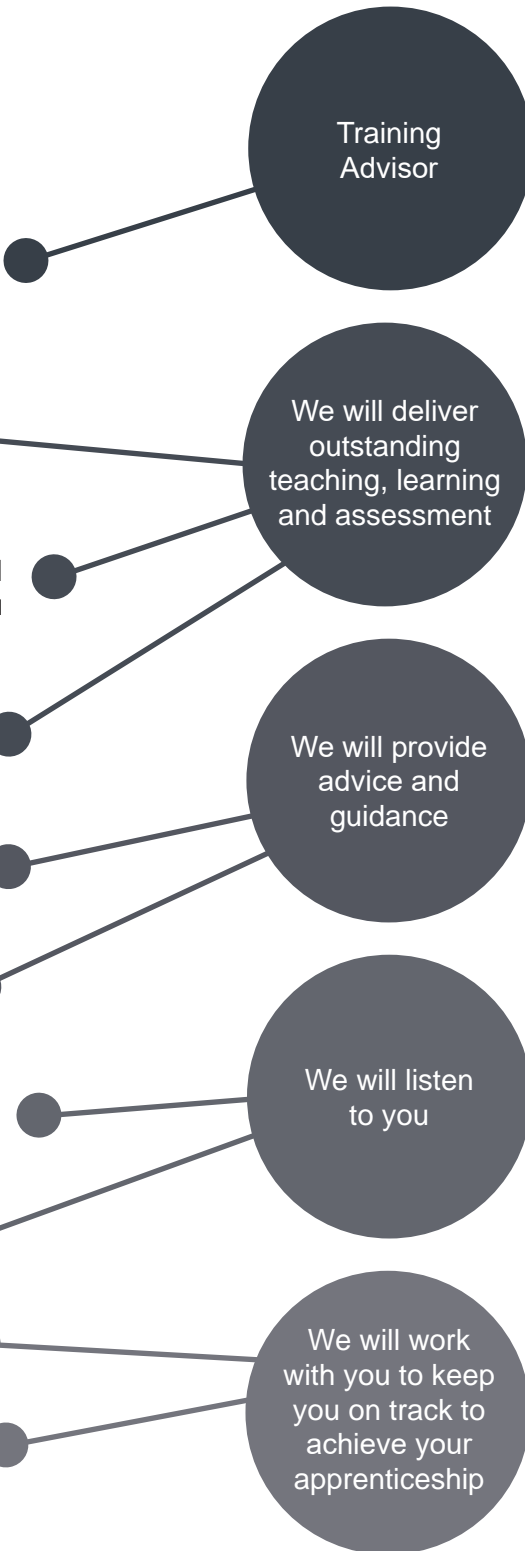 Training
Advisor
We will deliver
outstanding
teaching, learning
and assessment
We will provide
advice and
guidance
We will listen
to you
We will work
with you to keep
you on track to
achieve your
apprenticeship